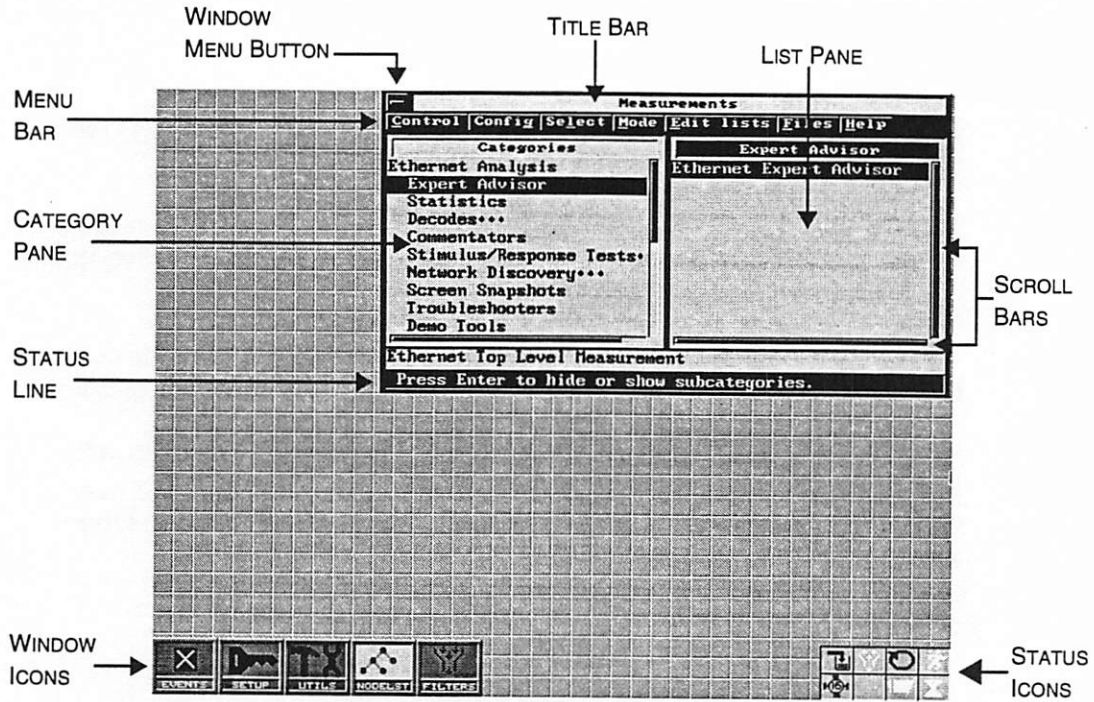 WINDOW
MENU BUTTON
TITLE BAR
LIST PANE
MENU
BAR
Measurements
Control Config Select Mode Edit lists Files Help
Categories
Expert Advisor
Ethernet Analysis
Ethernet Expert Advisor
Expert Advisor
Statistics
Decodes•••
Commentators
Stimulus/Response Tests•
Network Discovery•••
Screen Snapshots
Troubleshooters
Demo Tools
CATEGORY
PANE
SCROLL
BARS
Ethernet Top Level Measurement
Press Enter to hide or show subcategories.
STATUS
LINE
WINDOW
ICONS
EVENTS
SETUP
UTILS
NODELST
FILTERS
STATUS
ICONS